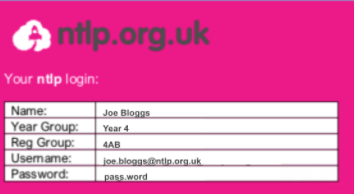 ntlp.org.uk
Your ntlp login:
Name: Joe Bloggs
Year Group: Year 4
Reg Group: 4AB
Username: joe.bloggs@ntlp.org.uk
Password: pass.word